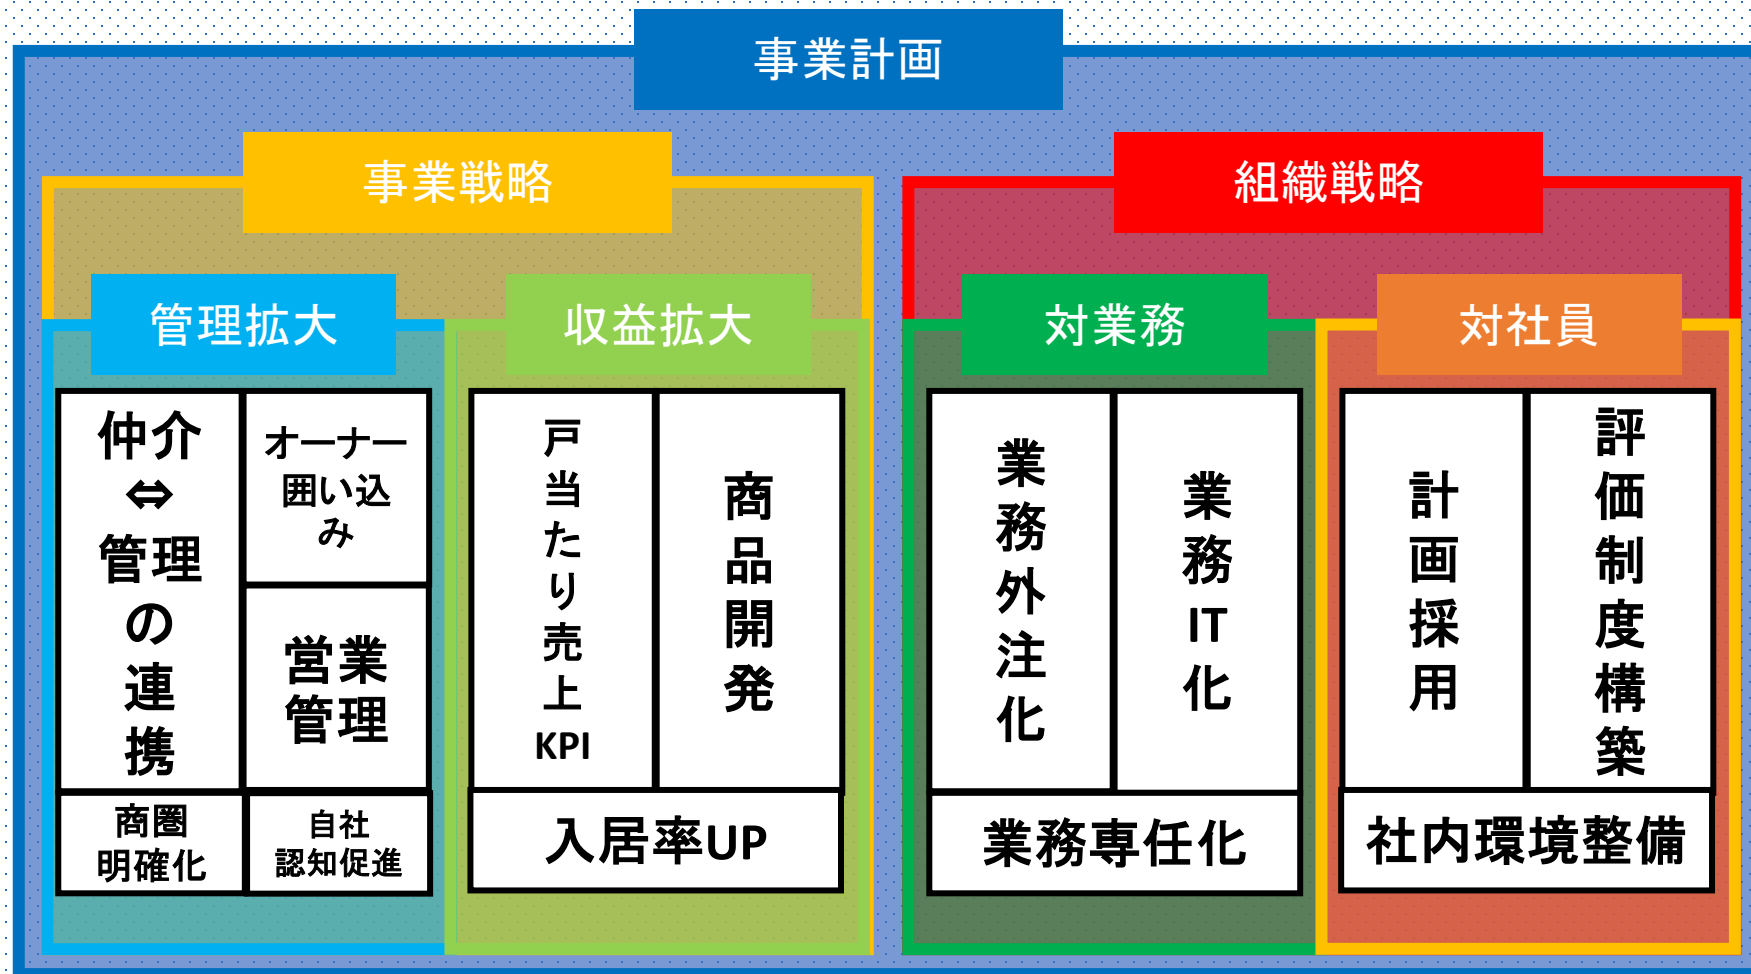 事業計画
事業戦略
組織戦略
管理拡大
収益拡大
対業務
対社員
仲介
⇔
管理
の
連
携
オーナー
囲い込
み
営業
管理
商圏
明確化
自社
認知促進
戸当たり売上
KPI
商品開発
入居率UP
業務外注化
業務
IT
化
業務専任化
計画採用
評価制度構築
社内環境整備